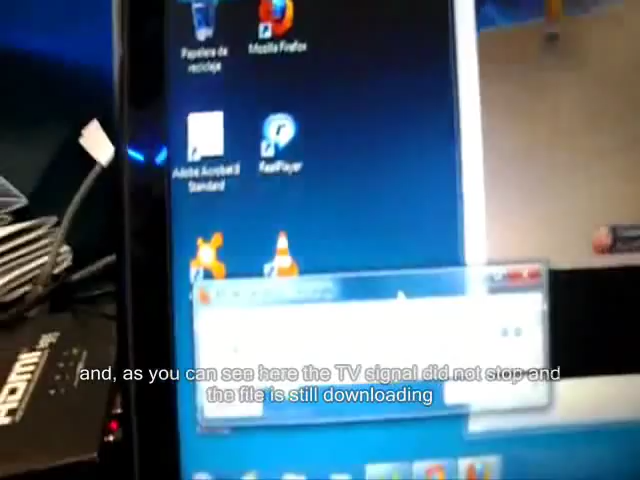 Papelera de
reciclaje
Mozilla Firefox
Adobe Acrobat 8
Standard
RealPlayer
HDMI
and, as you can see here the TV signal did not stop and
the file is still downloading